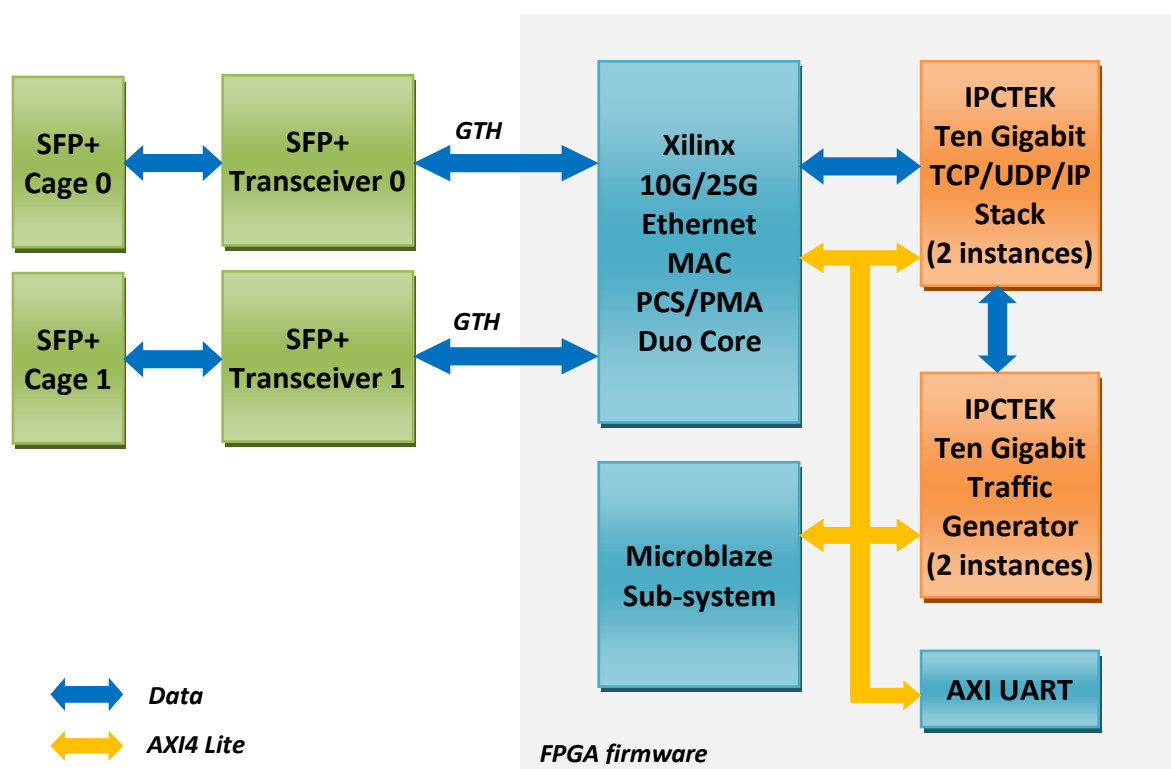 SFP+
Cage 0
SFP+
Transceiver 0
GTH
Xilinx
10G/25G
Ethernet
MAC
PCS/PMA
Duo Core
IPCTEK
Ten Gigabit
TCP/UDP/IP
Stack
(2 instances)
SFP+
Cage 1
SFP+
Transceiver 1
GTH
IPCTEK
Ten Gigabit
Traffic
Generator
(2 instances)
Microblaze
Sub-system
AXI UART
Data
AXI4 Lite
FPGA firmware